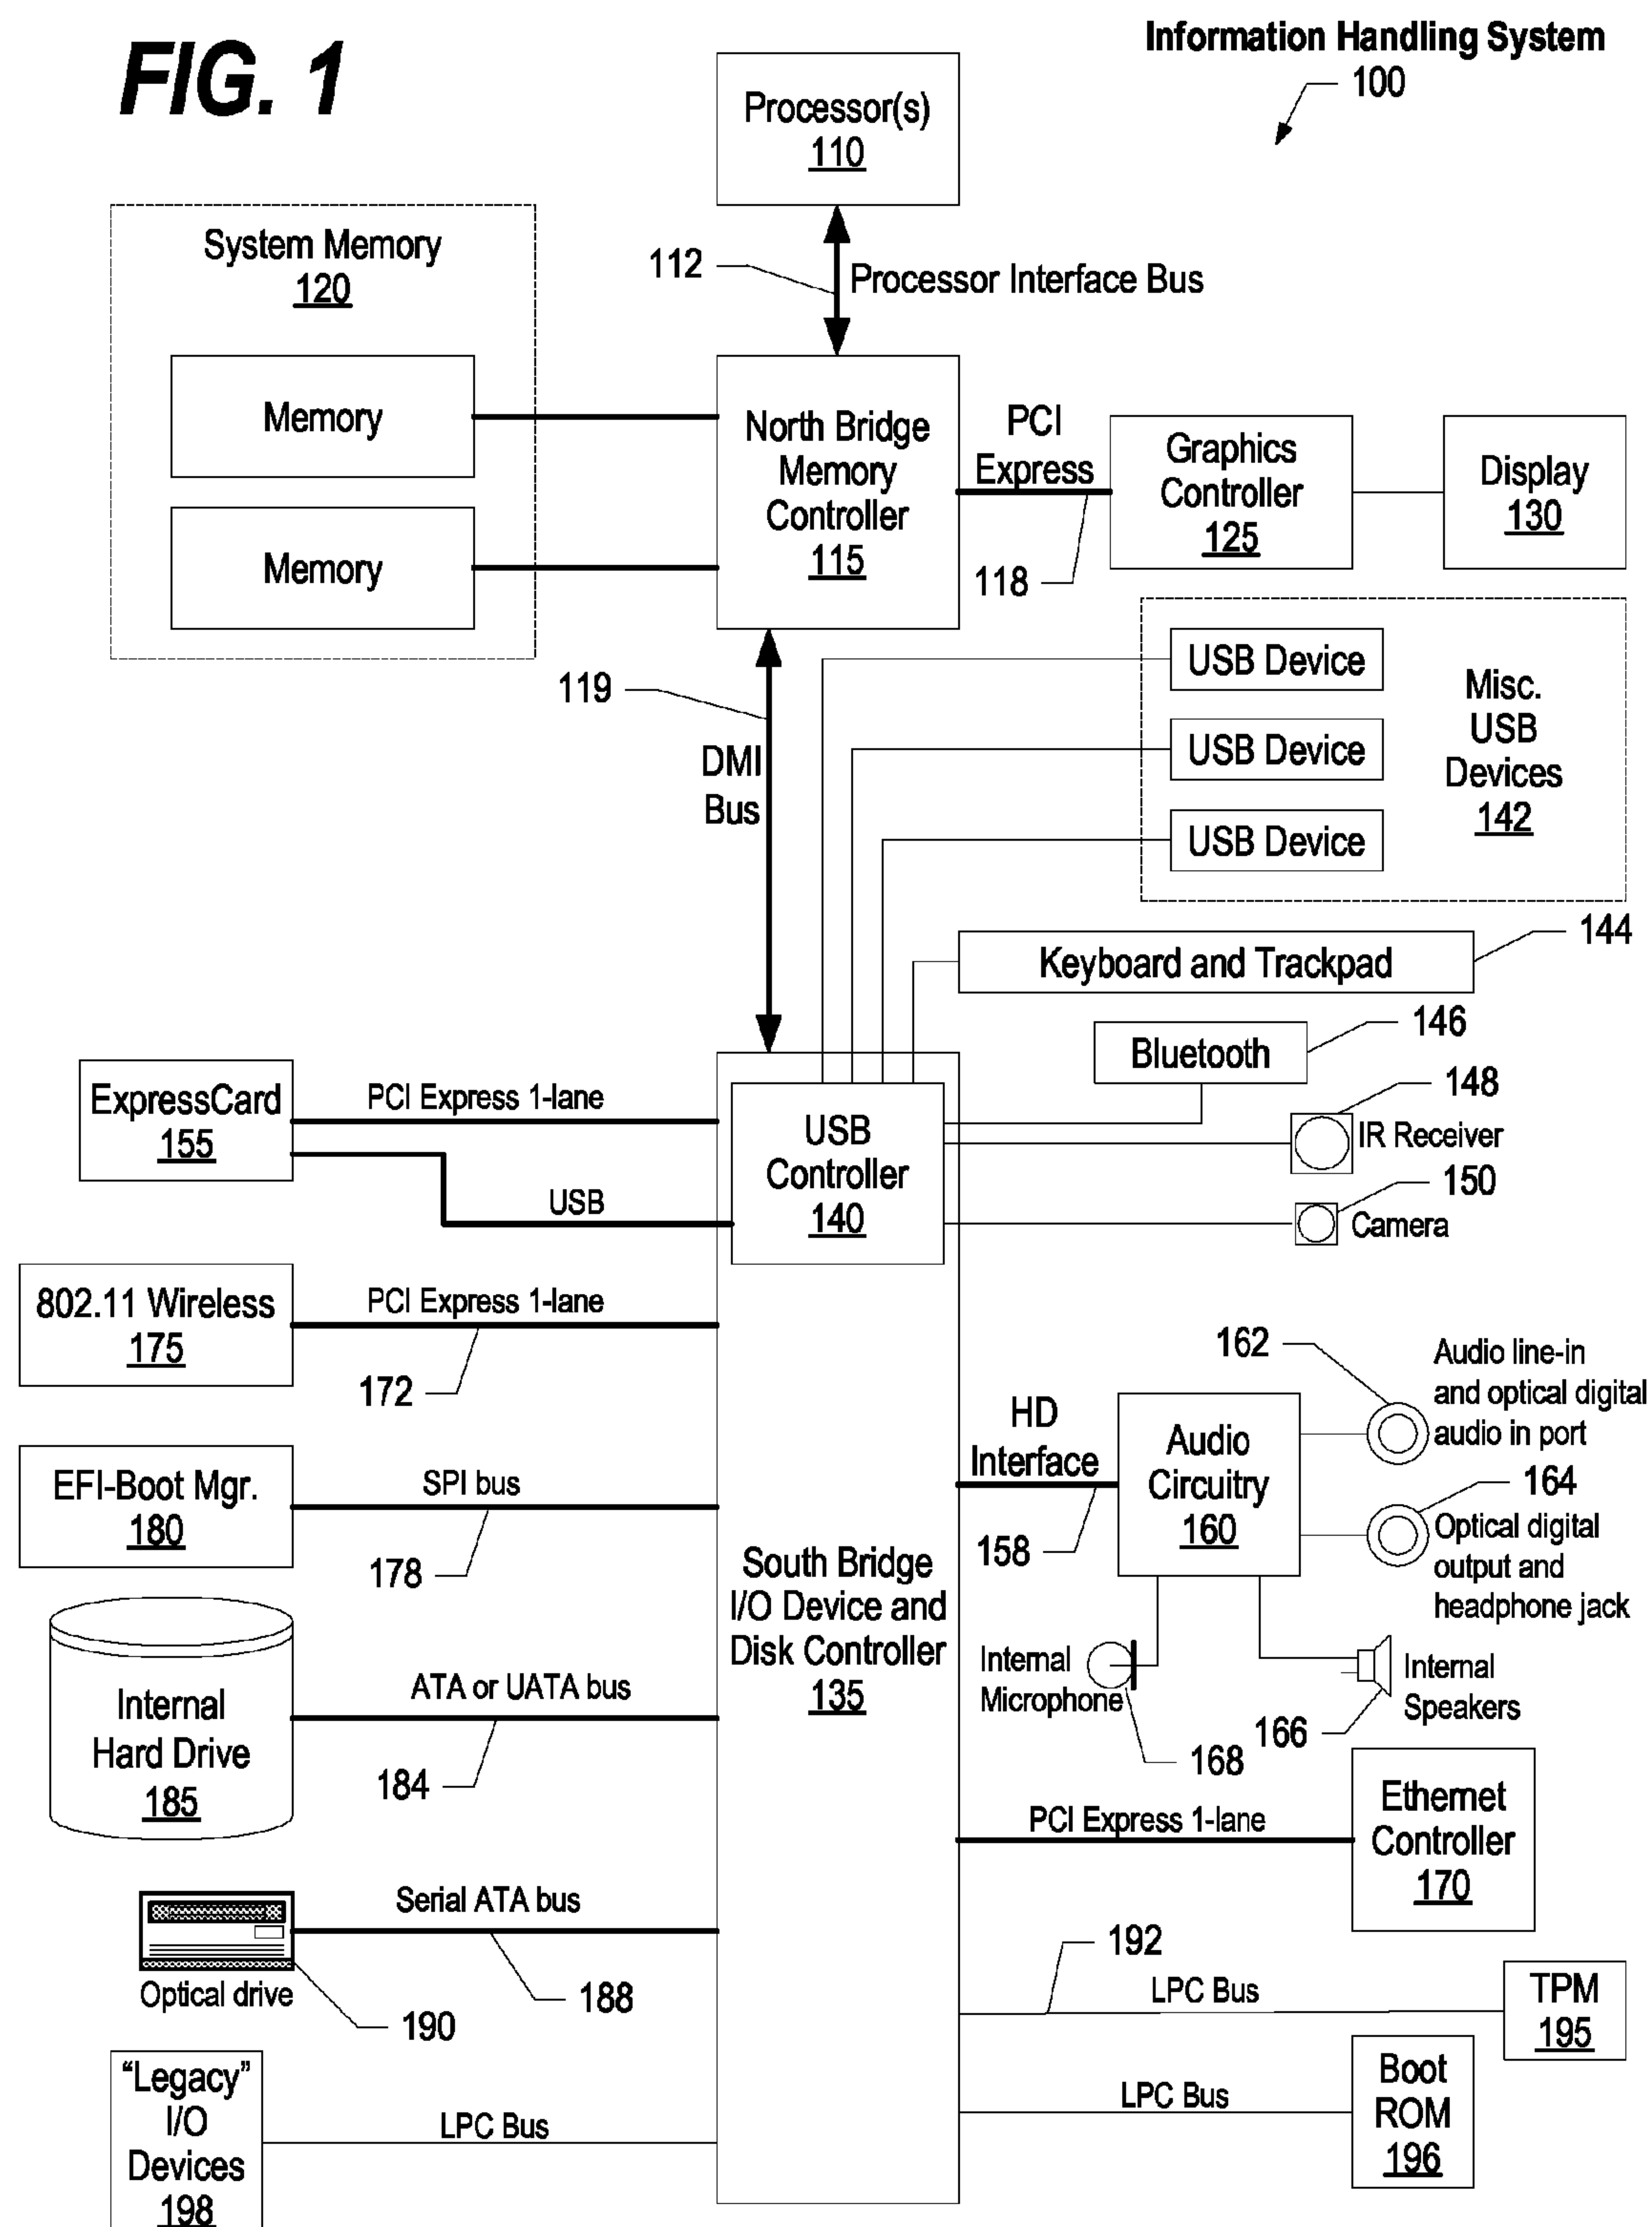 FIG. 1
Information Handling System
100
Processor(s)
110
System Memory
120
112
Processor Interface Bus
Memory
Memory
North Bridge
Memory
Controller
115
PCI
Express
118
Graphics
Controller
125
Display
130
119
DMI
Bus
USB Device
USB Device
USB Device
Misc.
USB
Devices
142
144
Keyboard and Trackpad
146
Bluetooth
148
IR Receiver
150
Camera
ExpressCard
155
PCI Express 1-lane
USB
USB
Controller
140
802.11 Wireless
175
PCI Express 1-lane
172
162
Audio line-in
and optical digital
audio in port
HD
Interface
158
Audio
Circuitry
160
164
Optical digital
output and
headphone jack
EFI-Boot Mgr.
180
SPI bus
178
South Bridge
I/O Device and
Disk Controller
135
Internal
Microphone
168
Internal
Speakers
166
Internal
Hard Drive
185
ATA or UATA bus
184
PCI Express 1-lane
Ethernet
Controller
170
Serial ATA bus
188
Optical drive
190
192
LPC Bus
TPM
195
LPC Bus
Boot
ROM
196
“Legacy”
I/O
Devices
198
LPC Bus